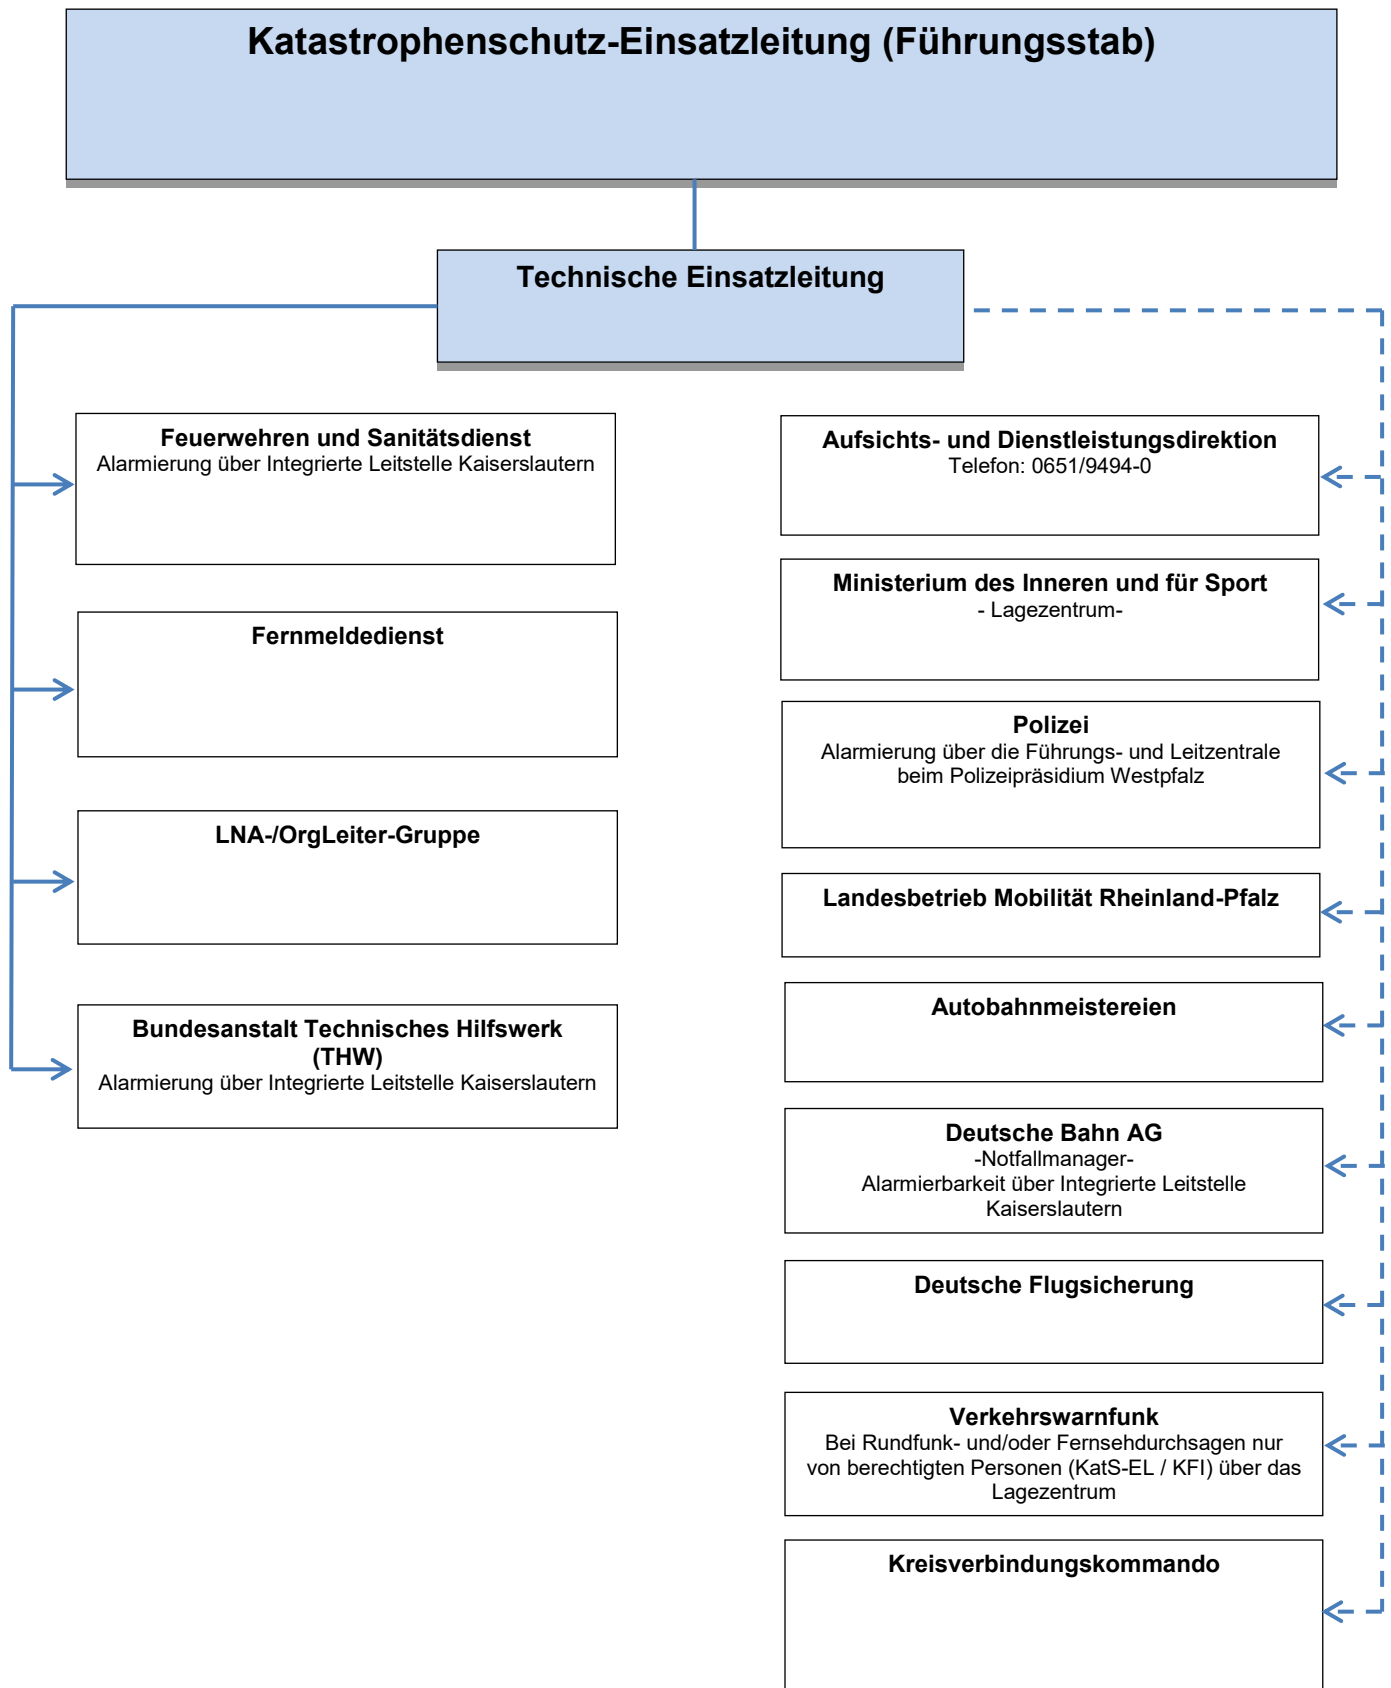 Katastrophenschutz-Einsatzleitung (Führungsstab)
Technische Einsatzleitung
Feuerwehren und Sanitätsdienst
Alarmierung über Integrierte Leitstelle Kaiserslautern
Fernmeldedienst
LNA-/OrgLeiter-Gruppe
Bundesanstalt Technisches Hilfswerk
(THW)
Alarmierung über Integrierte Leitstelle Kaiserslautern
Aufsichts- und Dienstleistungsdirektion
Telefon: 0651/9494-0
Ministerium des Inneren und für Sport
- Lagezentrum-
Polizei
Alarmierung über die Führungs- und Leitzentrale
beim Polizeipräsidium Westpfalz
Landesbetrieb Mobilität Rheinland-Pfalz
Autobahnmeistereien
Deutsche Bahn AG
-Notfallmanager-
Alarmierbarkeit über Integrierte Leitstelle
Kaiserslautern
Deutsche Flugsicherung
Verkehrswarnfunk
Bei Rundfunk- und/oder Fernsehdurchsagen nur
von berechtigten Personen (KatS-EL / KFI) über das
Lagezentrum
Kreisverbindungskommando